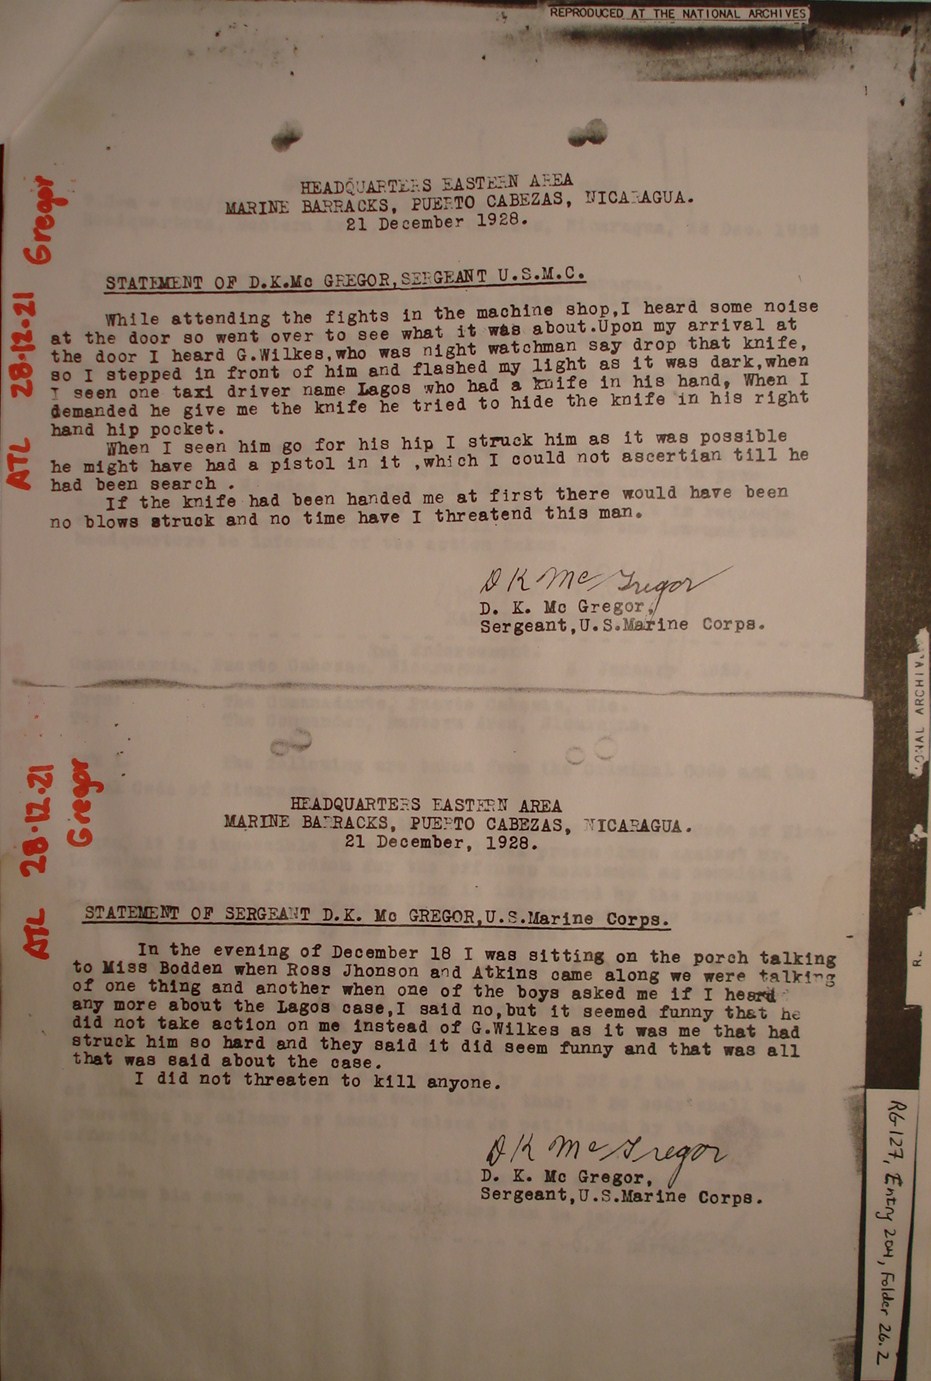 REPRODUCED AT THE NATIONAL ARCHIVES
HEADQUARTERS EASTERN AREA
MARINE BARRACKS, PUERTO CABEZAS, NICARAGUA.
21 December 1928.
STATEMENT OF D.K.Mc GREGOR,SERGEANT U.S.M.C.
While attending the fights in the machine shop,I heard some noise
at the door so went over to see what it was about.Upon my arrival at
the door I heard G.Wilkes,who was night watchman say drop that knife,
so I stepped in front of him and flashed my light as it was dark,when
I seen one taxi driver name Lagos who had a knife in his hand, When I
demanded he give me the knife he tried to hide the knife in his right
hand hip pocket.
When I seen him go for his hip I struck him as it was possible
he might have had a pistol in it ,which I could not ascertian till he
had been search .
If the knife had been handed me at first there would have been
no blows struck and no time have I threatend this man.
D K McGregor
D. K. Mc Gregor,
Sergeant,U.S.Marine Corps.
ATL 28·12·21 Gregor
HEADQUARTERS EASTERN AREA
MARINE BARRACKS, PUERTO CABEZAS, NICARAGUA.
21 December, 1928.
STATEMENT OF SERGEANT D.K. Mc GREGOR,U.S.Marine Corps.
In the evening of December 18 I was sitting on the porch talking
to Miss Bodden when Ross Jhonson and Atkins came along we were talking
of one thing and another when one of the boys asked me if I heard
any more about the Lagos case,I said no,but it seemed funny that he
did not take action on me instead of G.Wilkes as it was me that had
struck him so hard and they said it did seem funny and that was all
that was said about the case.
I did not threaten to kill anyone.
D K McGregor
D. K. Mc Gregor,
Sergeant,U.S.Marine Corps.
ATL 28·12·21
Gregor
ONAL ARCHIV
R
RG 127, Entry 204, Folder 26.2